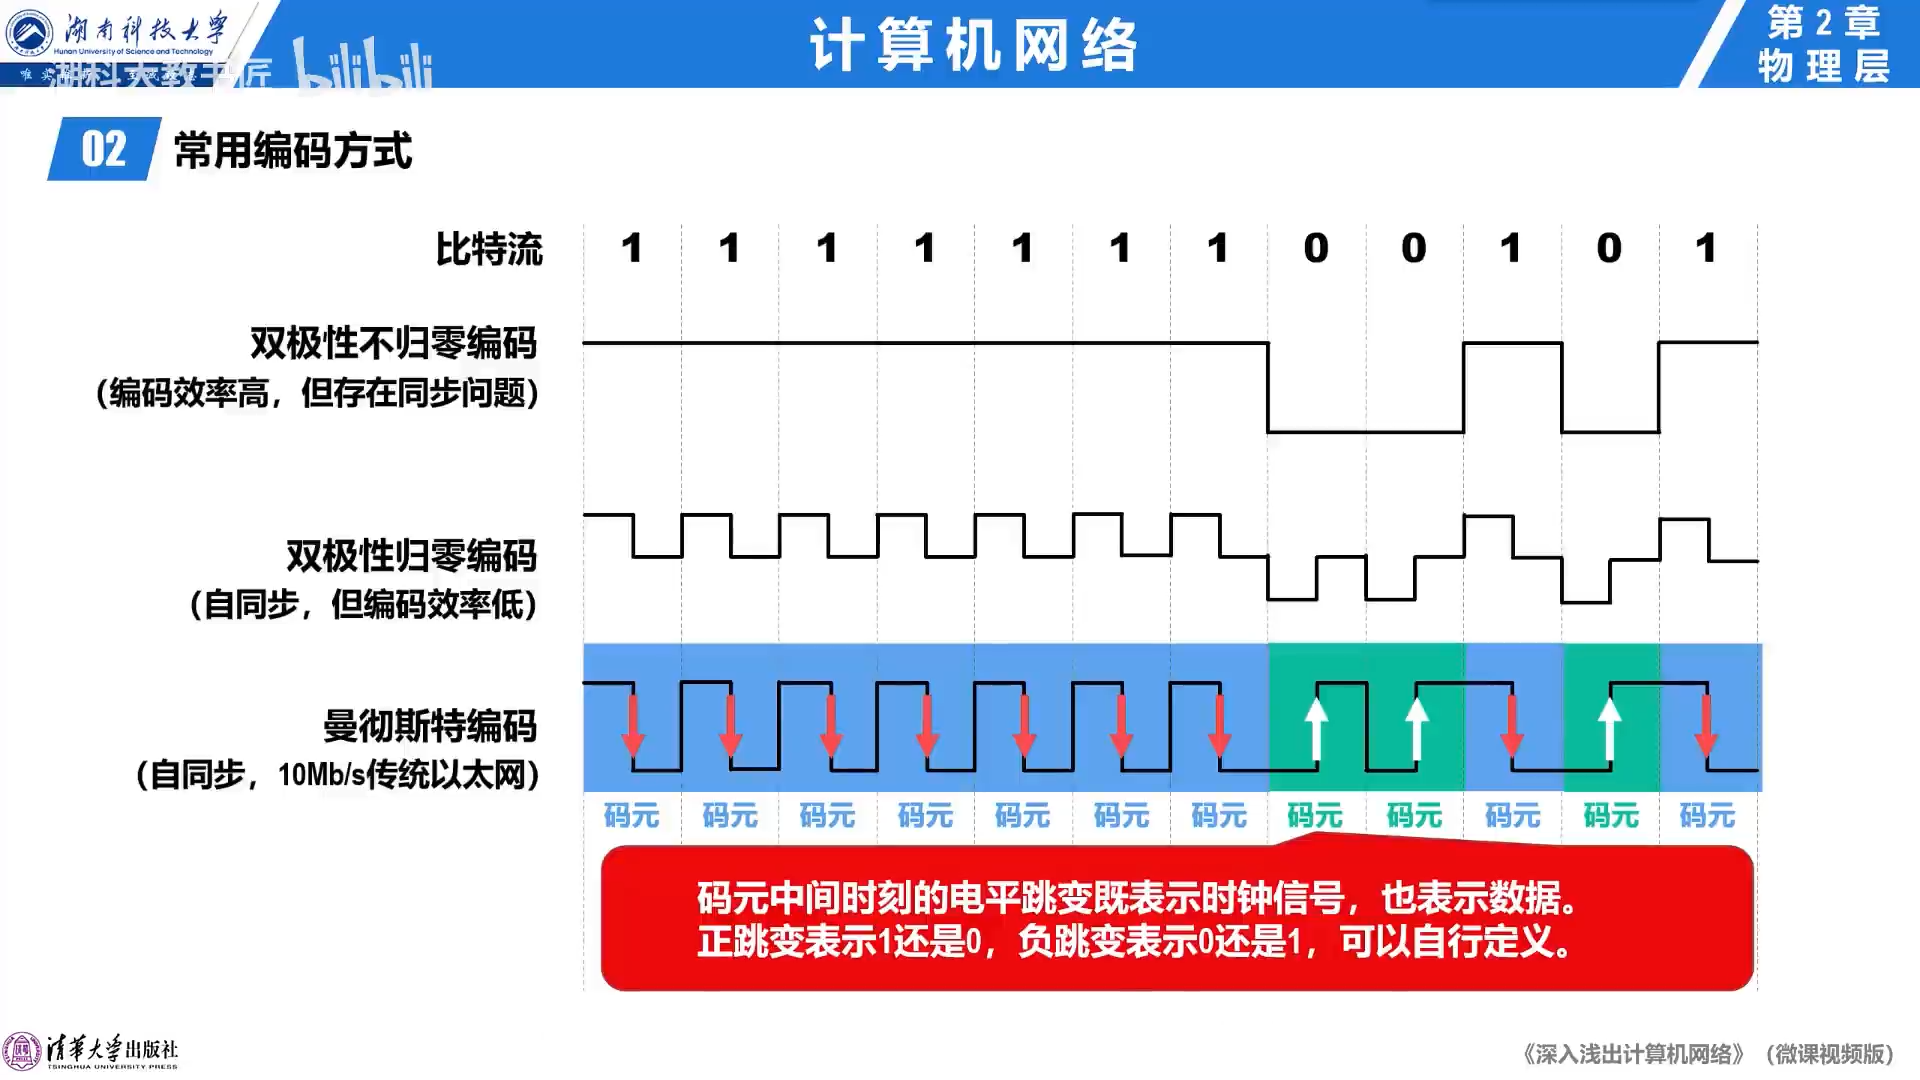 湖南科技大学
Hunan University of Science and Technology
湖科大教书匠 bilibili
计算机网络
第2章
物理层
02 常用编码方式
比特流 1 1 1 1 1 1 1 0 0 1 0 1
双极性不归零编码
（编码效率高，但存在同步问题）
双极性归零编码
（自同步，但编码效率低）
曼彻斯特编码
（自同步，10Mb/s传统以太网）
码元 码元 码元 码元 码元 码元 码元 码元 码元 码元 码元 码元
码元中间时刻的电平跳变既表示时钟信号，也表示数据。
正跳变表示1还是0，负跳变表示0还是1，可以自行定义。
清华大学出版社
TSINGHUA UNIVERSITY PRESS
《深入浅出计算机网络》（微课视频版）